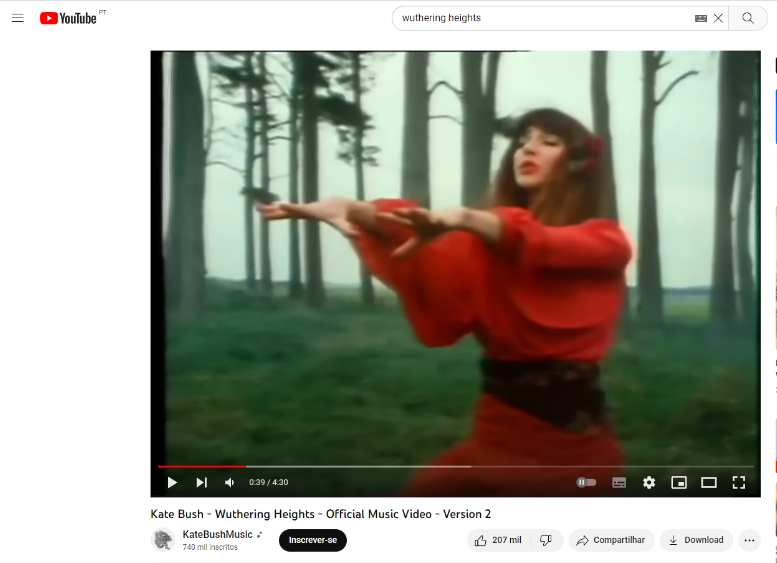 YouTube PT
wuthering heights
0:39 / 4:30
Kate Bush - Wuthering Heights - Official Music Video - Version 2
KateBushMusic
740 mil inscritos
Inscrever-se
207 mil
Compartilhar
Download